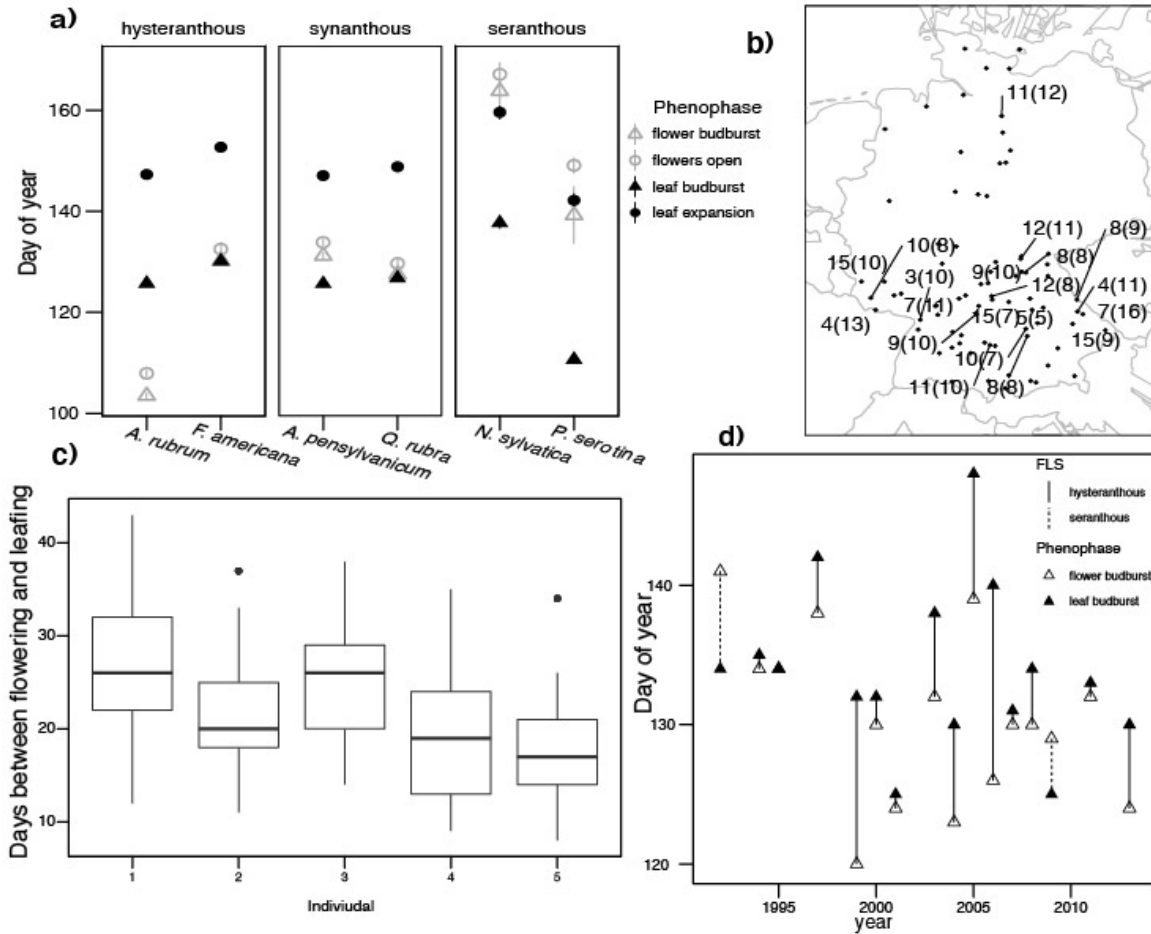 a)
hysteranthous
synanthous
seranthous
Day of year
160
140
120
100
A. rubrum
F. americana
A. pensylvanicum
Q. rubra
N. sylvatica
P. serotina
Phenophase
flower budburst
flowers open
leaf budburst
leaf expansion
b)
11(12)
12(11)
8(9)
10(8)
15(10)
3(10)
9(10)
8(8)
12(8)
4(11)
7(11)
7(16)
4(13)
15(7)
5(5)
9(10)
15(9)
10(7)
11(10)
8(8)
c)
Days between flowering and leafing
40
30
20
10
1
2
3
4
5
Indiviudal
d)
FLS
hysteranthous
seranthous
Phenophase
flower budburst
leaf budburst
Day of year
140
130
120
1995
2000
2005
2010
year